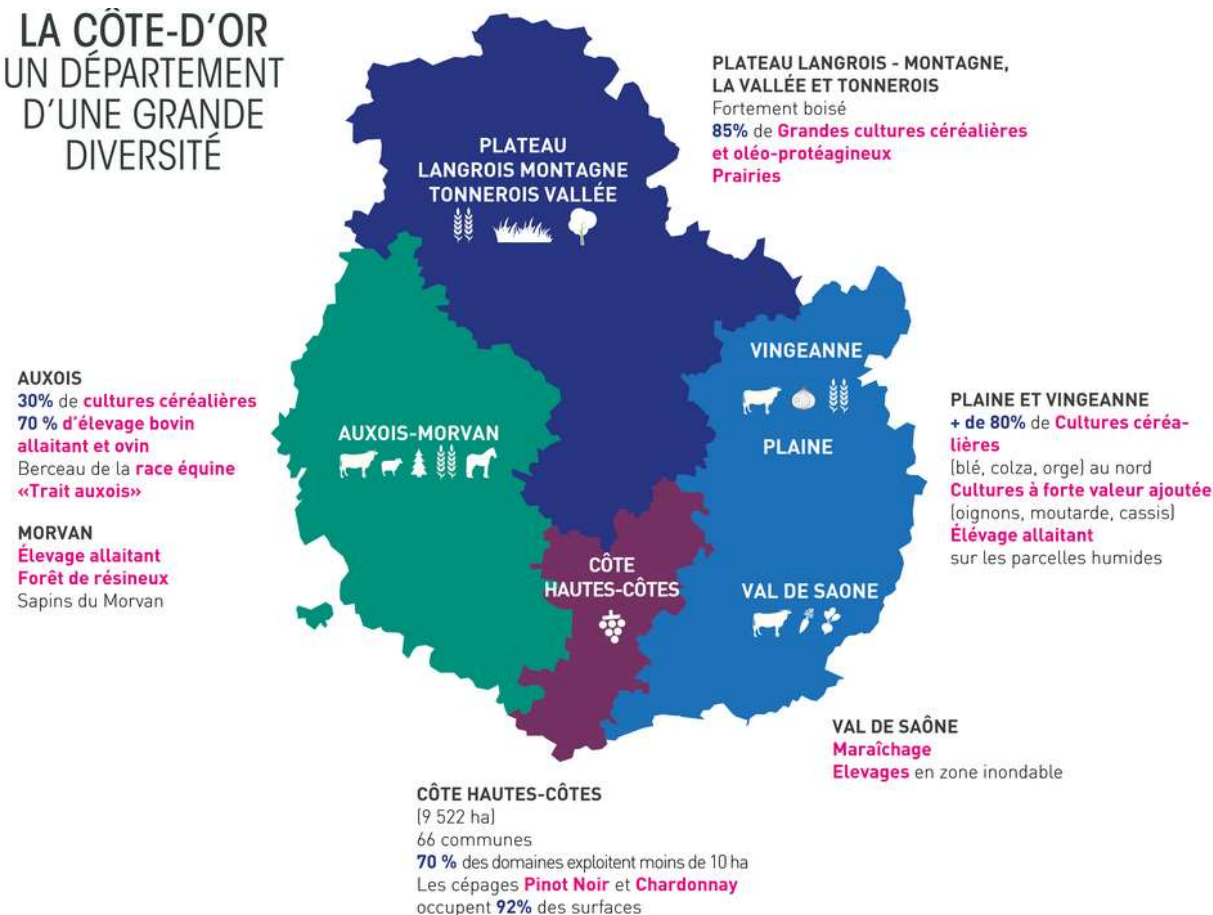 LA CÔTE-D'OR
UN DÉPARTEMENT
D'UNE GRANDE
DIVERSITÉ
PLATEAU LANGROIS - MONTAGNE,
LA VALLÉE ET TONNEROIS
Fortement boisé
85% de Grandes cultures céréalières
et oléo-protéagineux
Prairies
PLATEAU
LANGROIS MONTAGNE
TONNEROIS VALLÉE
VINGEANNE
PLAINE
AUXOIS
30% de cultures céréalières
70 % d'élevage bovin
allaitant et ovin
Berceau de la race équine
«Trait auxois»
MORVAN
Élevage allaitant
Forêt de résineux
Sapins du Morvan
AUXOIS-MORVAN
PLAINE ET VINGEANNE
+ de 80% de Cultures céréa-
lières
(blé, colza, orge) au nord
Cultures à forte valeur ajoutée
(oignons, moutarde, cassis)
Élévage allaitant
sur les parcelles humides
CÔTE
HAUTES-CÔTES
VAL DE SAONE
VAL DE SAÔNE
Maraîchage
Elevages en zone inondable
CÔTE HAUTES-CÔTES
(9 522 ha)
66 communes
70 % des domaines exploitent moins de 10 ha
Les cépages Pinot Noir et Chardonnay
occupent 92% des surfaces